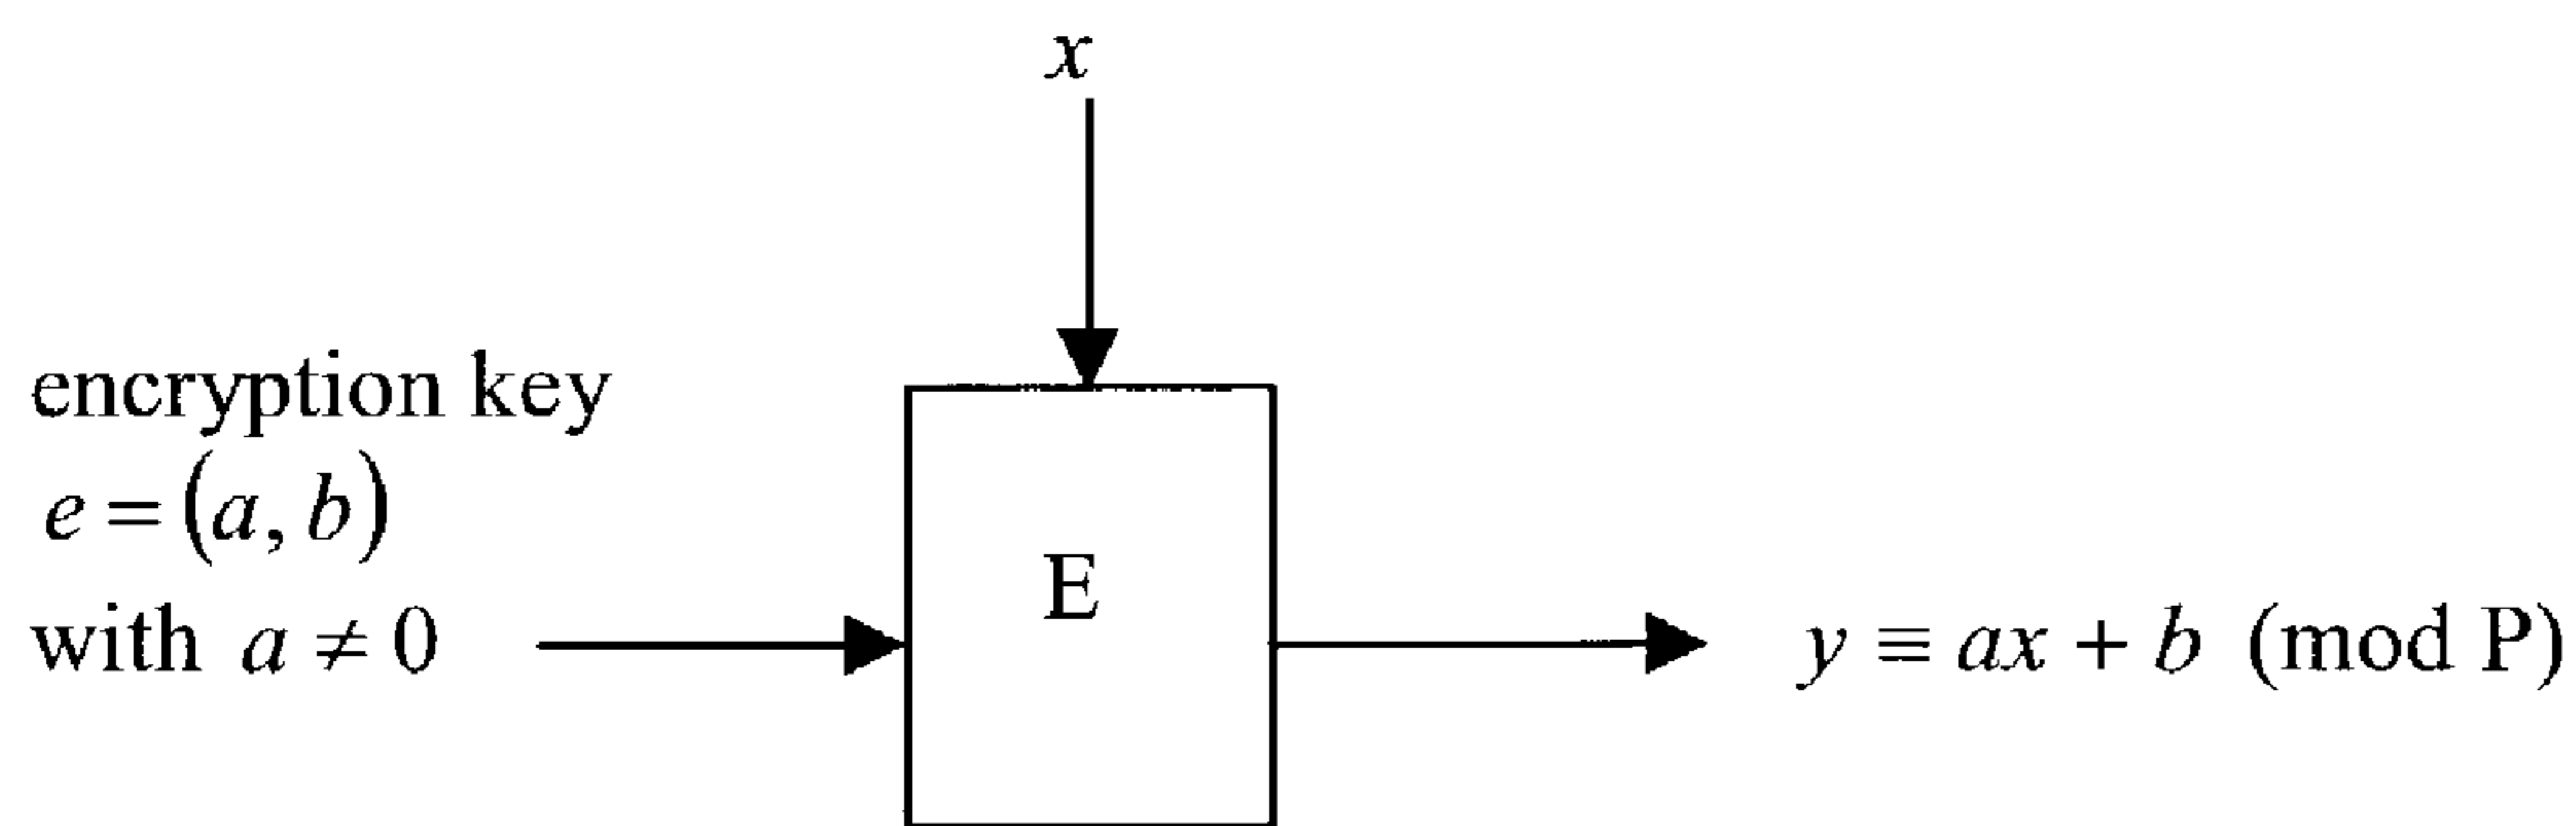 x
encryption key
e = (a, b)
with a ≠ 0
E
y ≡ ax + b (mod P)